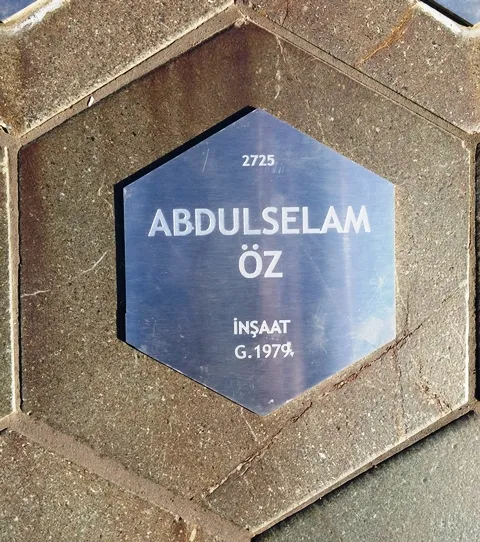 2725
ABDULSELAM
ÖZ
İNŞAAT
G.1979